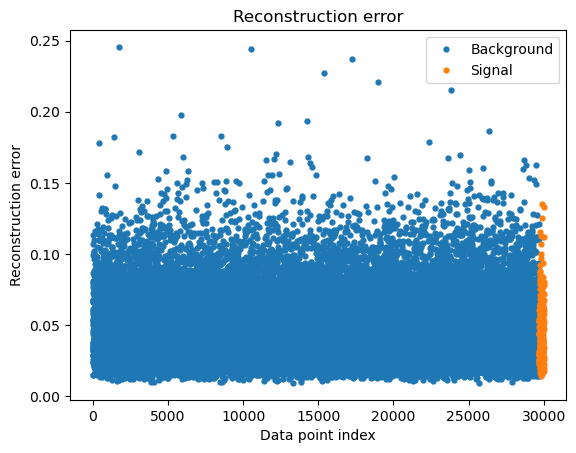 Reconstruction error
0.25
0.20
0.15
0.10
0.05
0.00
Reconstruction error
Background
Signal
0
5000
10000
15000
20000
25000
30000
Data point index